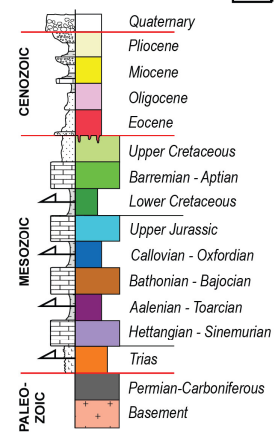 Quaternary
Pliocene
Miocene
Oligocene
Eocene
CENOZOIC
Upper Cretaceous
Barremian - Aptian
Lower Cretaceous
Upper Jurassic
Callovian - Oxfordian
Bathonian - Bajocian
Aalenian - Toarcian
Hettangian - Sinemurian
Trias
MESOZOIC
Permian-Carboniferous
Basement
PALEO-
ZOIC